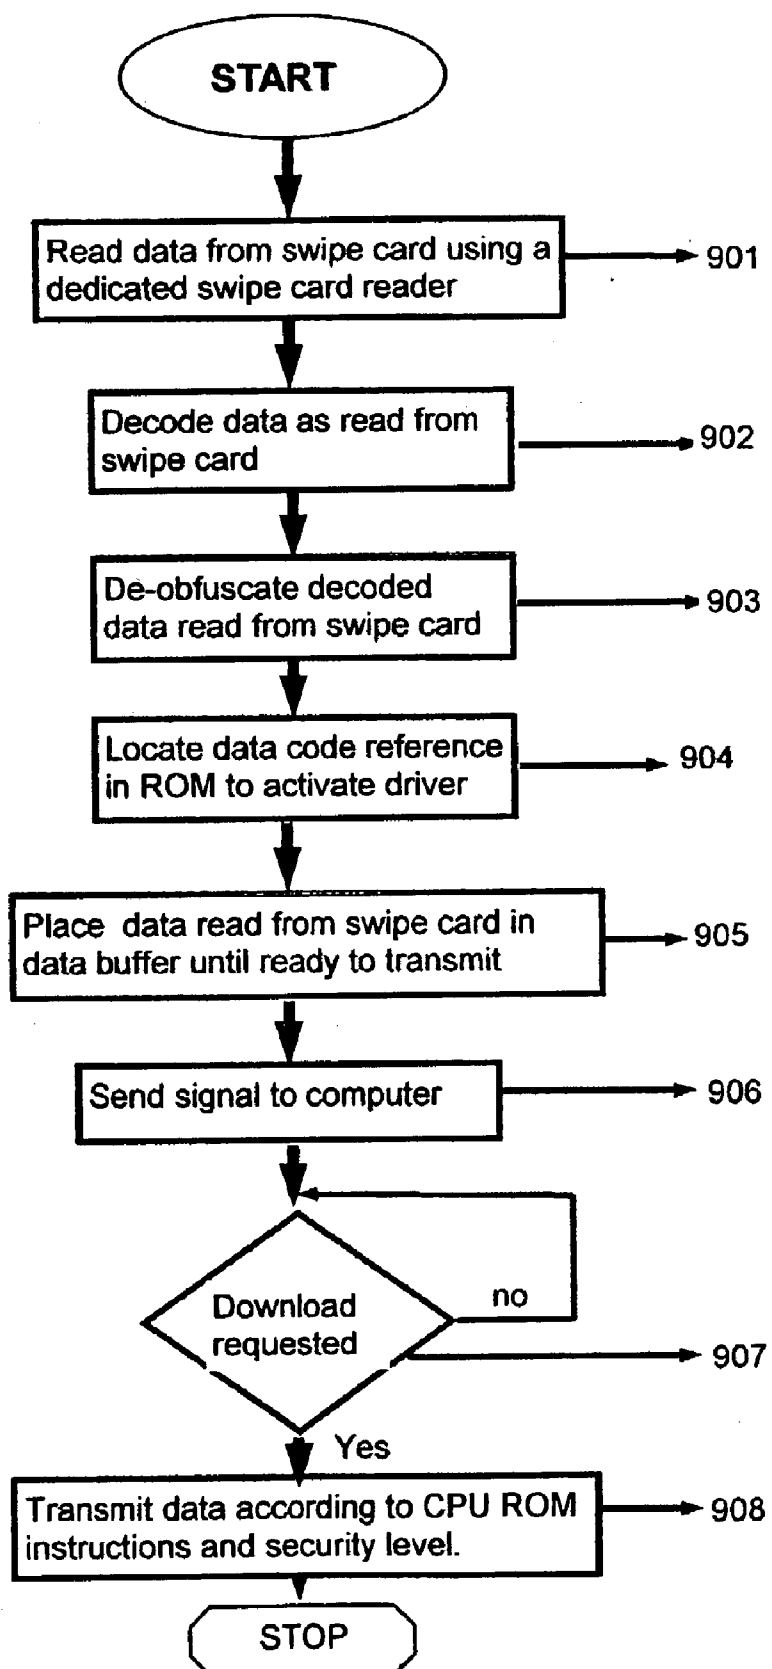 START
Read data from swipe card using a
dedicated swipe card reader
901
Decode data as read from
swipe card
902
De-obfuscate decoded
data read from swipe card
903
Locate data code reference
in ROM to activate driver
904
Place data read from swipe card in
data buffer until ready to transmit
905
Send signal to computer
906
Download
requested
no
907
Yes
Transmit data according to CPU ROM
instructions and security level.
908
STOP